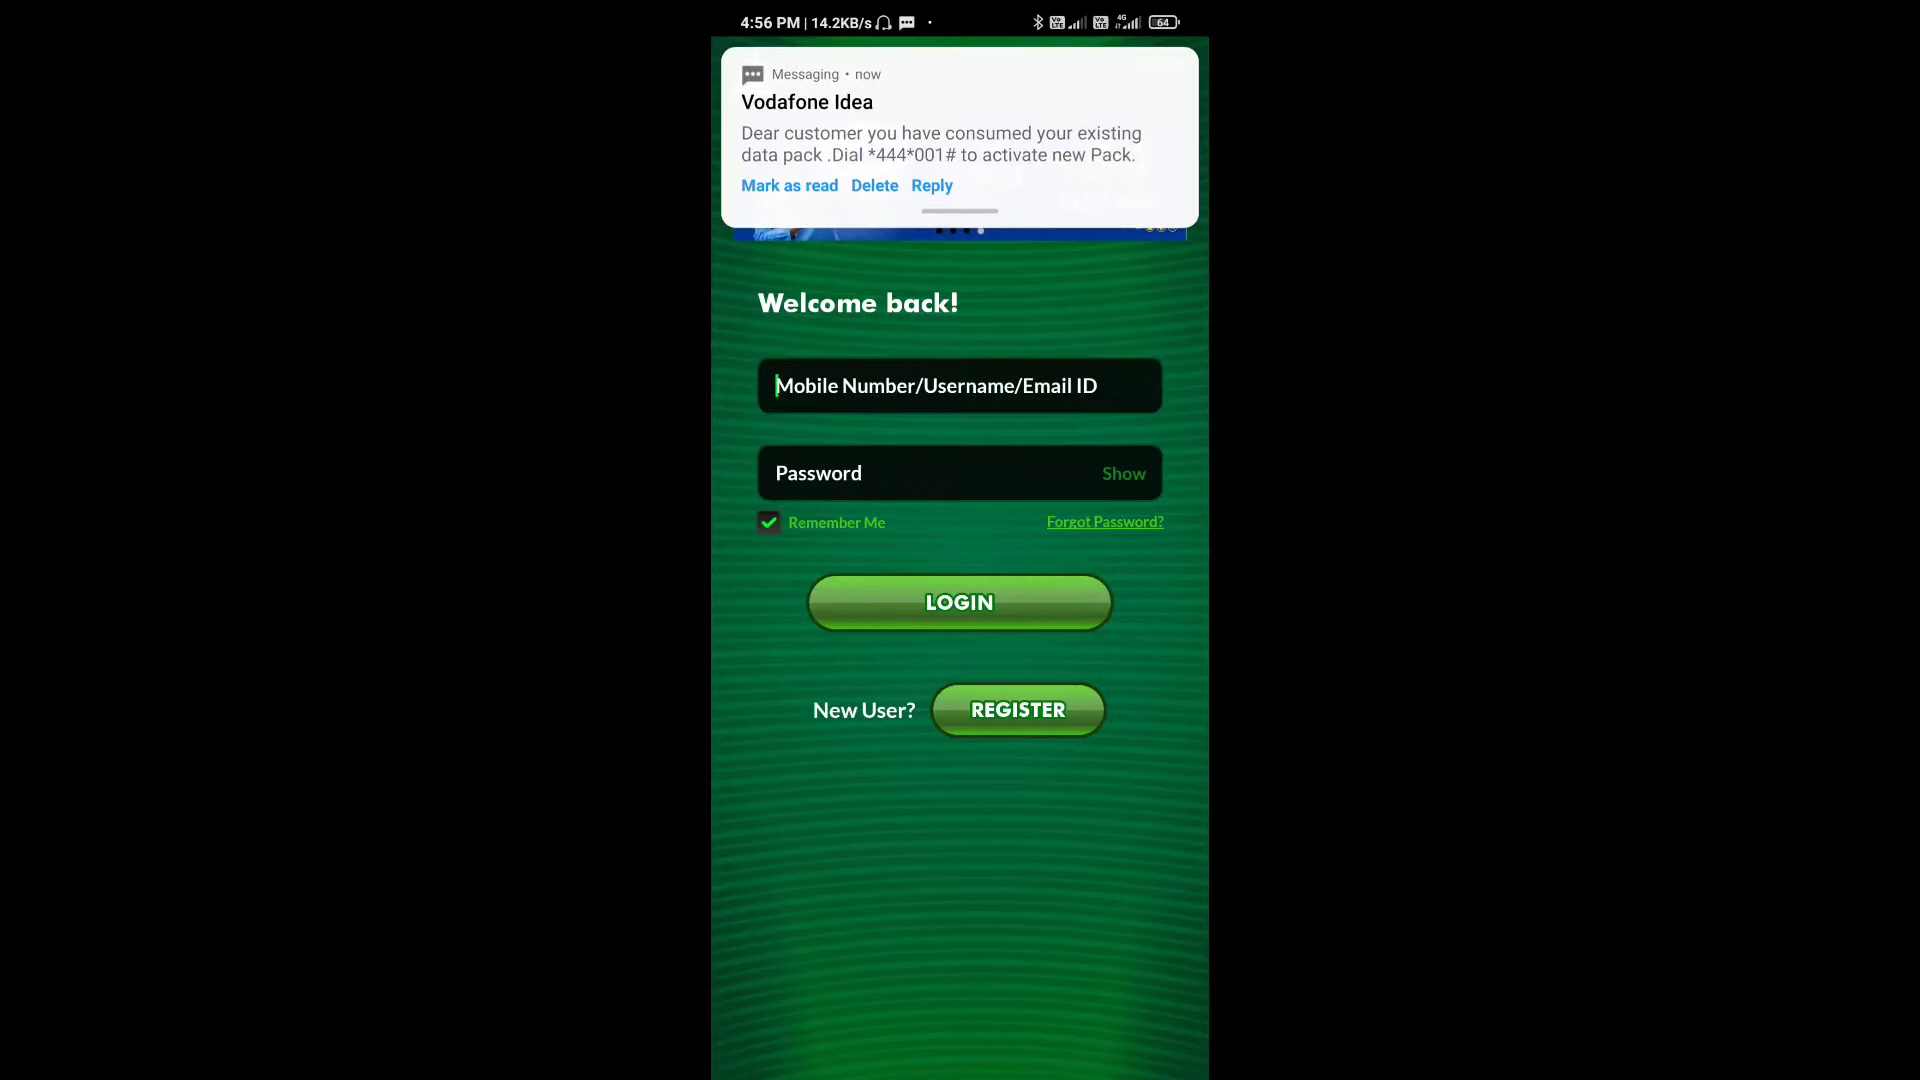 4:56 PM | 14.2KB/s
4G
64
Messaging • now
Vodafone Idea
Dear customer you have consumed your existing
data pack .Dial *444*001# to activate new Pack.
Mark as read Delete Reply
Welcome back!
Mobile Number/Username/Email ID
Password Show
Remember Me Forgot Password?
LOGIN
New User? REGISTER